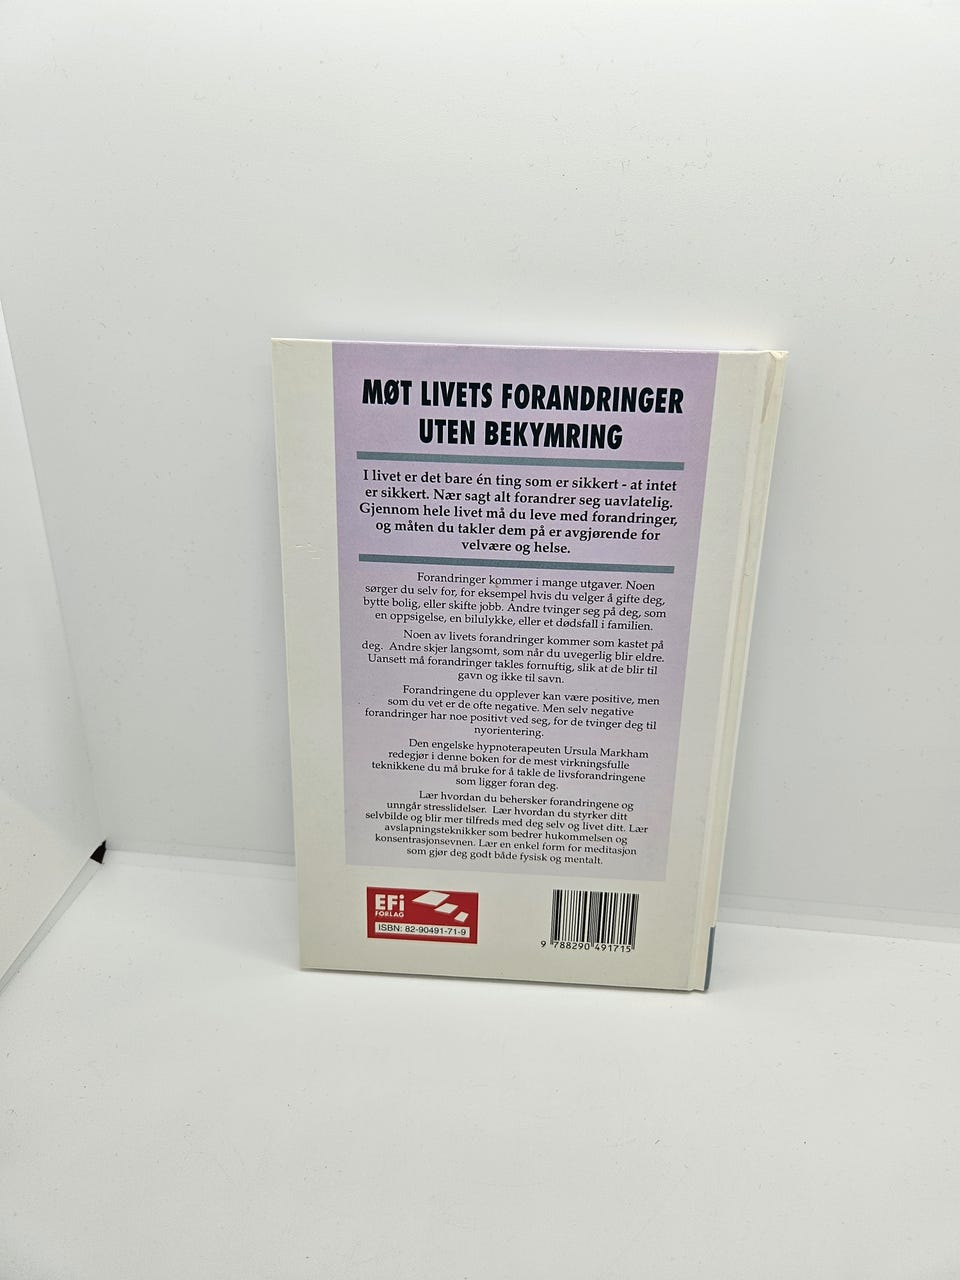 MØT LIVETS FORANDRINGER
UTEN BEKYMRING
I livet er det bare én ting som er sikkert - at intet
er sikkert. Nær sagt alt forandrer seg uavlatelig.
Gjennom hele livet må du leve med forandringer,
og måten du takler dem på er avgjørende for
velvære og helse.
Forandringer kommer i mange utgaver. Noen
sørger du selv for, for eksempel hvis du velger å gifte deg,
bytte bolig, eller skifte jobb. Andre tvinger seg på deg, som
en oppsigelse, en bilulykke, eller et dødsfall i familien.
Noen av livets forandringer kommer som kastet på
deg. Andre skjer langsomt, som når du uvegerlig blir eldre.
Uansett må forandringer takles fornuftig, slik at de blir til
gavn og ikke til savn.
Forandringene du opplever kan være positive, men
som du vet er de ofte negative. Men selv negative
forandringer har noe positivt ved seg, for de tvinger deg til
nyorientering.
Den engelske hypnoterapeuten Ursula Markham
redegjør i denne boken for de mest virkningsfulle
teknikkene du må bruke for å takle de livsforandringene
som ligger foran deg.
Lær hvordan du behersker forandringene og
unngår stresslidelser. Lær hvordan du styrker ditt
selvbilde og blir mer tilfreds med deg selv og livet ditt. Lær
avslapningsteknikker som bedrer hukommelsen og
konsentrasjonsevnen. Lær en enkel form for meditasjon
som gjør deg godt både fysisk og mentalt.
EFi
FORLAG
ISBN: 82-90491-71-9
9 788290 491715